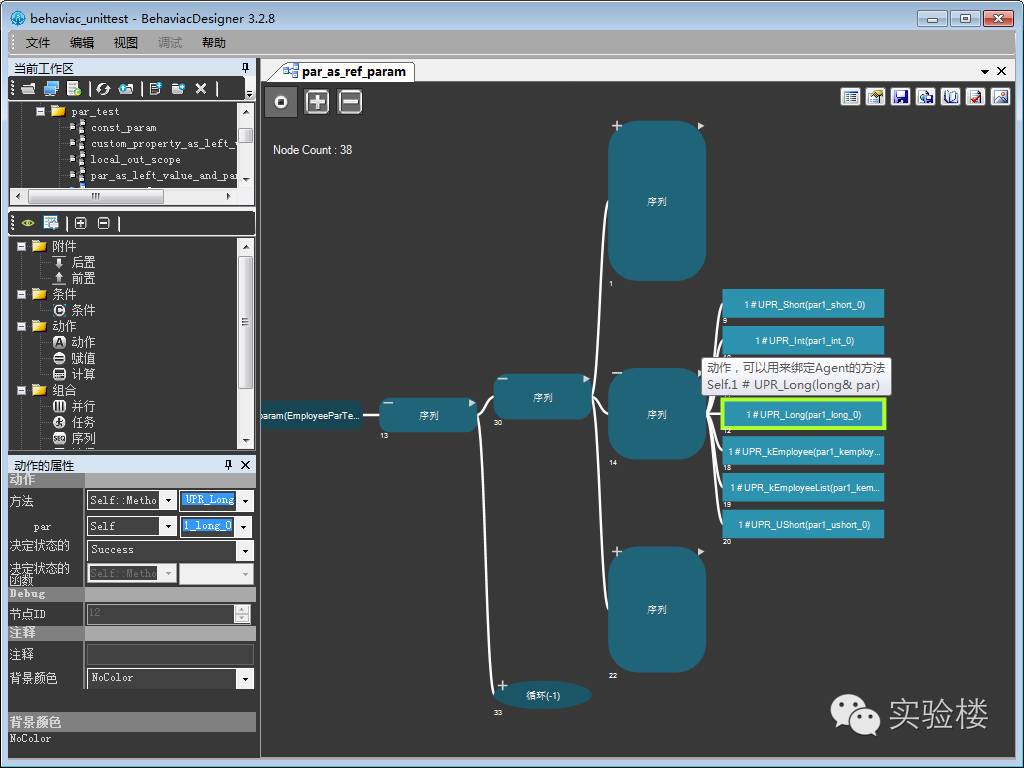 behaviac_unittest - BehaviacDesigner 3.2.8
文件 编辑 视图 调试 帮助
当前工作区
par_test
const_param
custom_property_as_left_v
local_out_scope
par_as_left_value_and_par
附件
后置
前置
条件
条件
动作
动作
赋值
计算
组合
并行
任务
序列
动作的属性
动作
方法 Self::Metho UPR_Long
par Self 1_long_0
决定状态的 Success
决定状态的函数 Self::Metho
Debug
节点ID 12
注释
注释
背景颜色 NoColor
背景颜色
NoColor
par_as_ref_param
Node Count : 38
序列
1
1 # UPR_Short(par1_short_0)
9
1 # UPR_Int(par1_int_0)
动作，可以用来绑定Agent的方法
Self.1 # UPR_Long(long& par)
param(EmployeeParTe...
序列
13
序列
30
序列
14
1 # UPR_Long(par1_long_0)
12
1 # UPR_kEmployee(par1_kemploy...
18
1 # UPR_kEmployeeList(par1_kem...
19
1 # UPR_UShort(par1_ushort_0)
20
序列
22
循环(-1)
33
实验楼